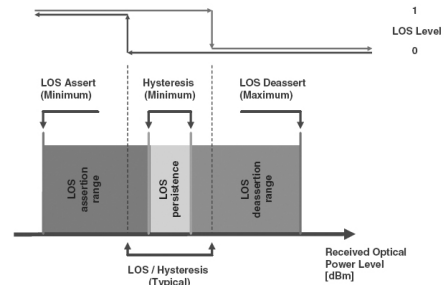 1
LOS Level
0
LOS Assert
(Minimum)
Hysteresis
(Minimum)
LOS Deassert
(Maximum)
LOS
assertion
range
LOS
persistence
LOS
deassertion
range
Received Optical
Power Level
[dBm]
LOS / Hysteresis
(Typical)